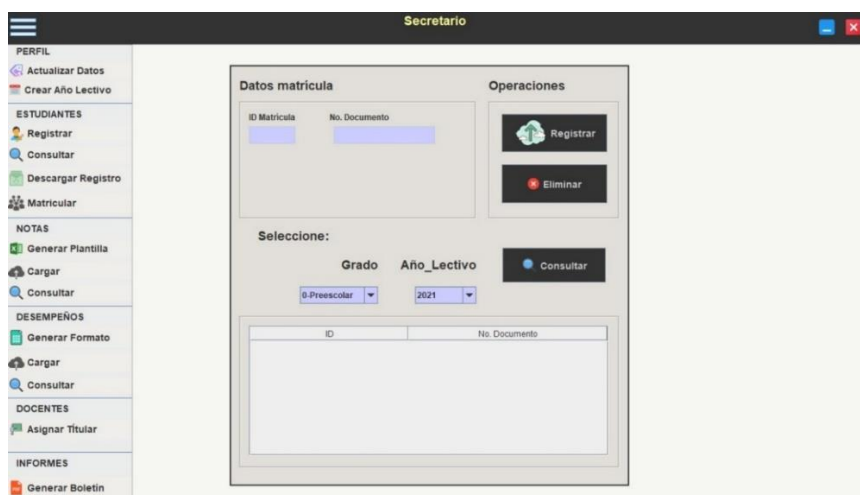 Secretario
PERFIL
Actualizar Datos
Crear Año Lectivo
ESTUDIANTES
Registrar
Consultar
Descargar Registro
Matricular
NOTAS
Generar Plantilla
Cargar
Consultar
DESEMPEÑOS
Generar Formato
Cargar
Consultar
DOCENTES
Asignar Título
INFORMES
Generar Boletin
Datos matricula
Operaciones
ID Matricula No. Documento
Registrar
Eliminar
Seleccione:
Grado Año_Lectivo
Consultar
0-Preescolar 2021
ID No. Documento